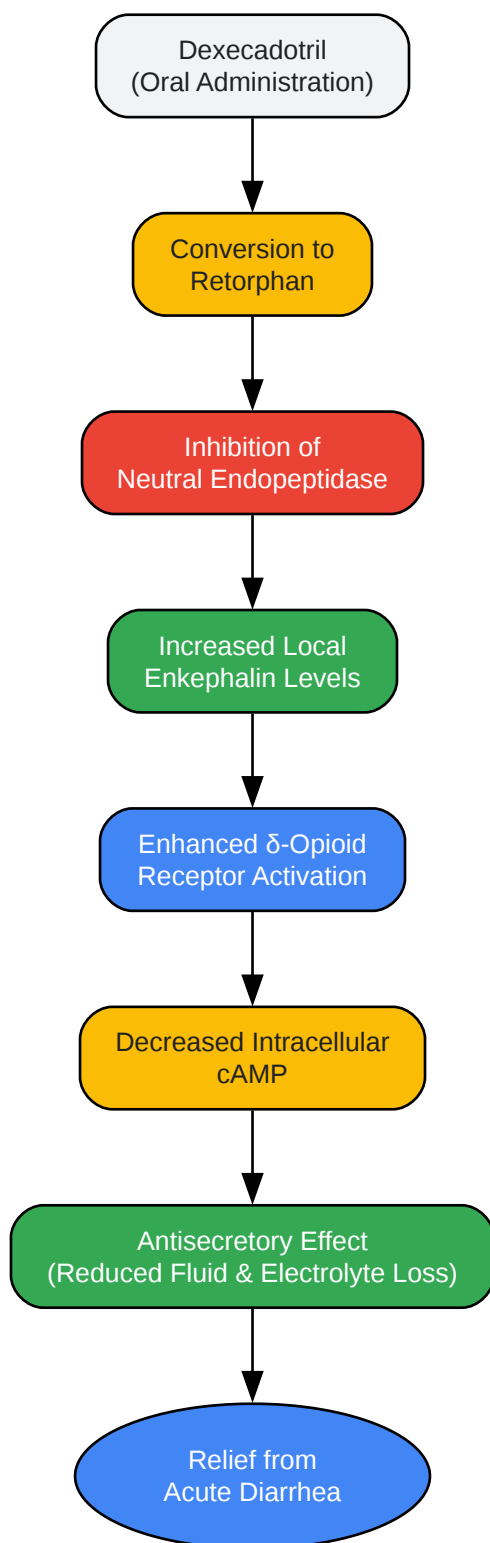 Dexecadotril
(Oral Administration)
Conversion to
Retorphan
Inhibition of
Neutral Endopeptidase
Increased Local
Enkephalin Levels
Enhanced δ-Opioid
Receptor Activation
Decreased Intracellular
cAMP
Antisecretory Effect
(Reduced Fluid & Electrolyte Loss)
Relief from
Acute Diarrhea